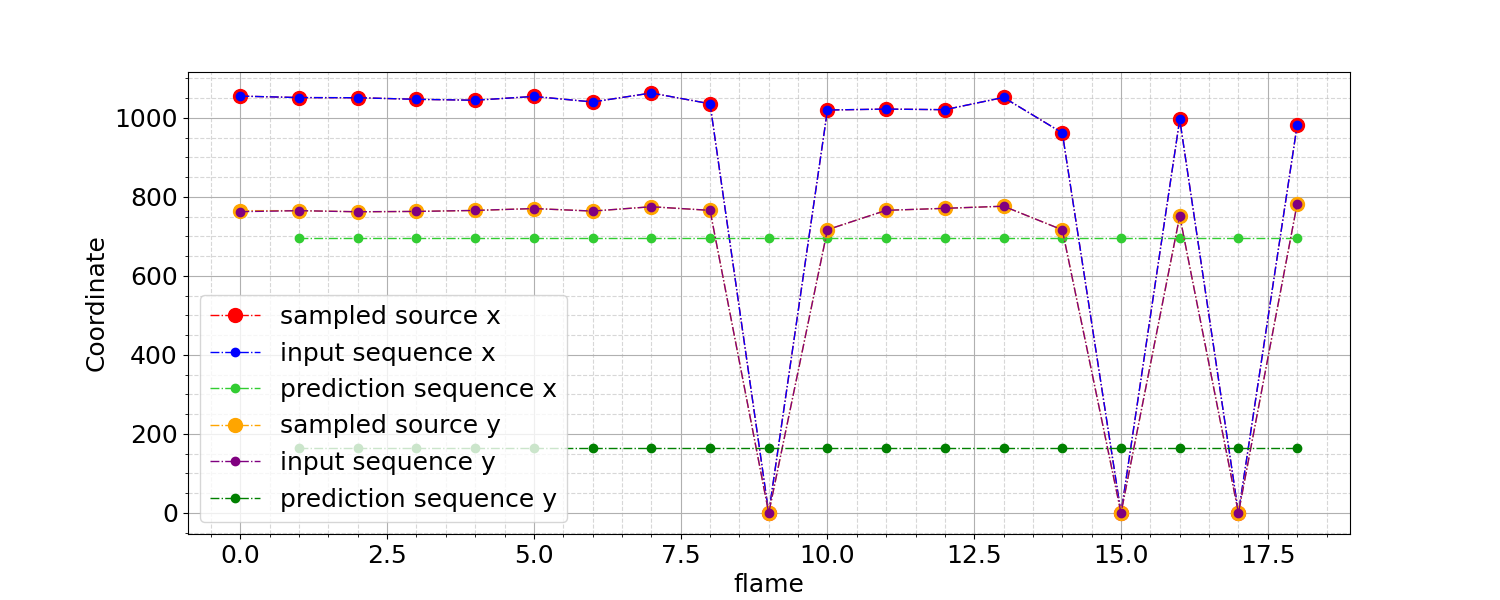 Coordinate
1000
800
600
400
200
0
sampled source x
input sequence x
prediction sequence x
sampled source y
input sequence y
prediction sequence y
0.0 2.5 5.0 7.5 10.0 12.5 15.0 17.5
flame